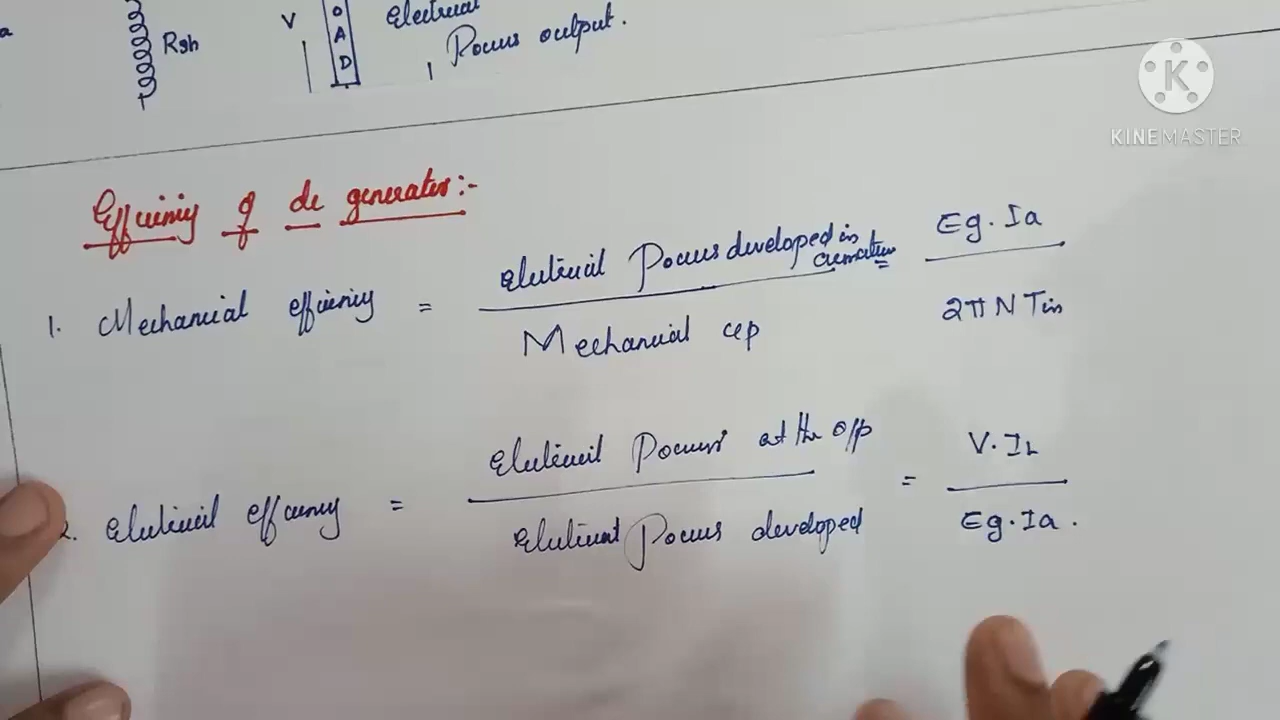 a
Rsh
V
O
A
D
Electrical
Power output.
KINEMASTER
Efficiency of dc generator:-
1. Mechanical efficiency = Electrical Power developed in armature / Mechanical i/p = Eg.Ia / 2πNTin
2. Electrical efficiency = Electrical Power at the o/p / Electrical Power developed = V.IL / Eg.Ia.